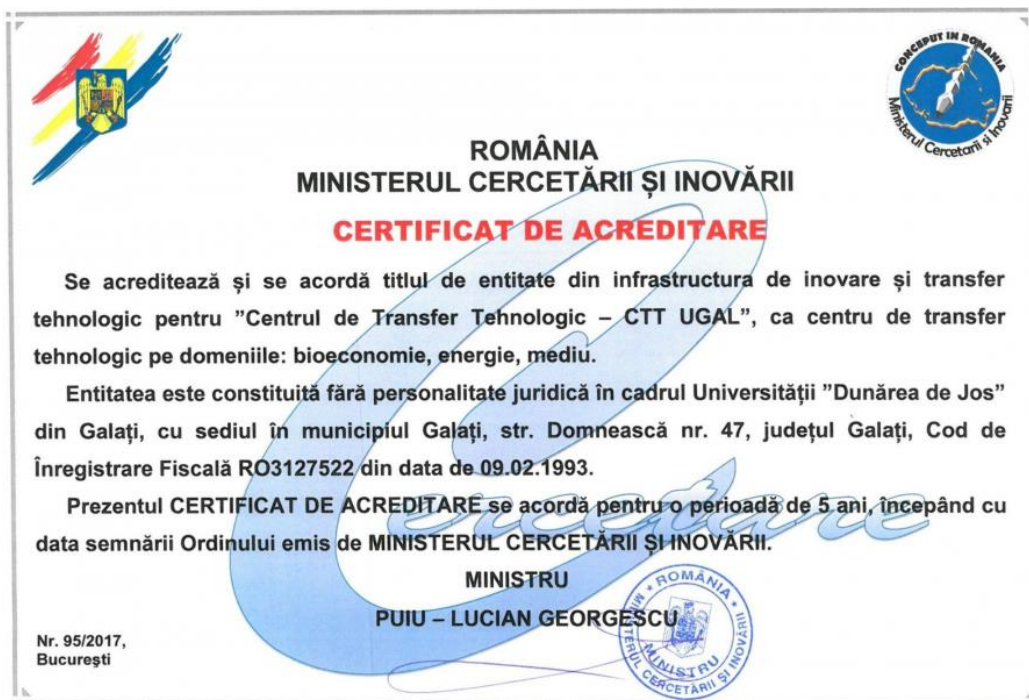 CONCEPUT IN ROMANIA
Ministerul Cercetarii si Inovarii
ROMÂNIA
MINISTERUL CERCETĂRII ȘI INOVĂRII
CERTIFICAT DE ACREDITARE
Se acreditează și se acordă titlul de entitate din infrastructura de inovare și transfer
tehnologic pentru ”Centrul de Transfer Tehnologic – CTT UGAL”, ca centru de transfer
tehnologic pe domeniile: bioeconomie, energie, mediu.
Entitatea este constituită fără personalitate juridică în cadrul Universității ”Dunărea de Jos”
din Galați, cu sediul în municipiul Galați, str. Domnească nr. 47, județul Galați, Cod de
Înregistrare Fiscală RO3127522 din data de 09.02.1993.
Prezentul CERTIFICAT DE ACREDITARE se acordă pentru o perioadă de 5 ani, începând cu
data semnării Ordinului emis de MINISTERUL CERCETĂRII ȘI INOVĂRII.
Cercetare
MINISTRU
PUIU – LUCIAN GEORGESCU
Nr. 95/2017,
București
ROMÂNIA
MINISTERUL CERCETĂRII ȘI INOVĂRII
MINISTRU